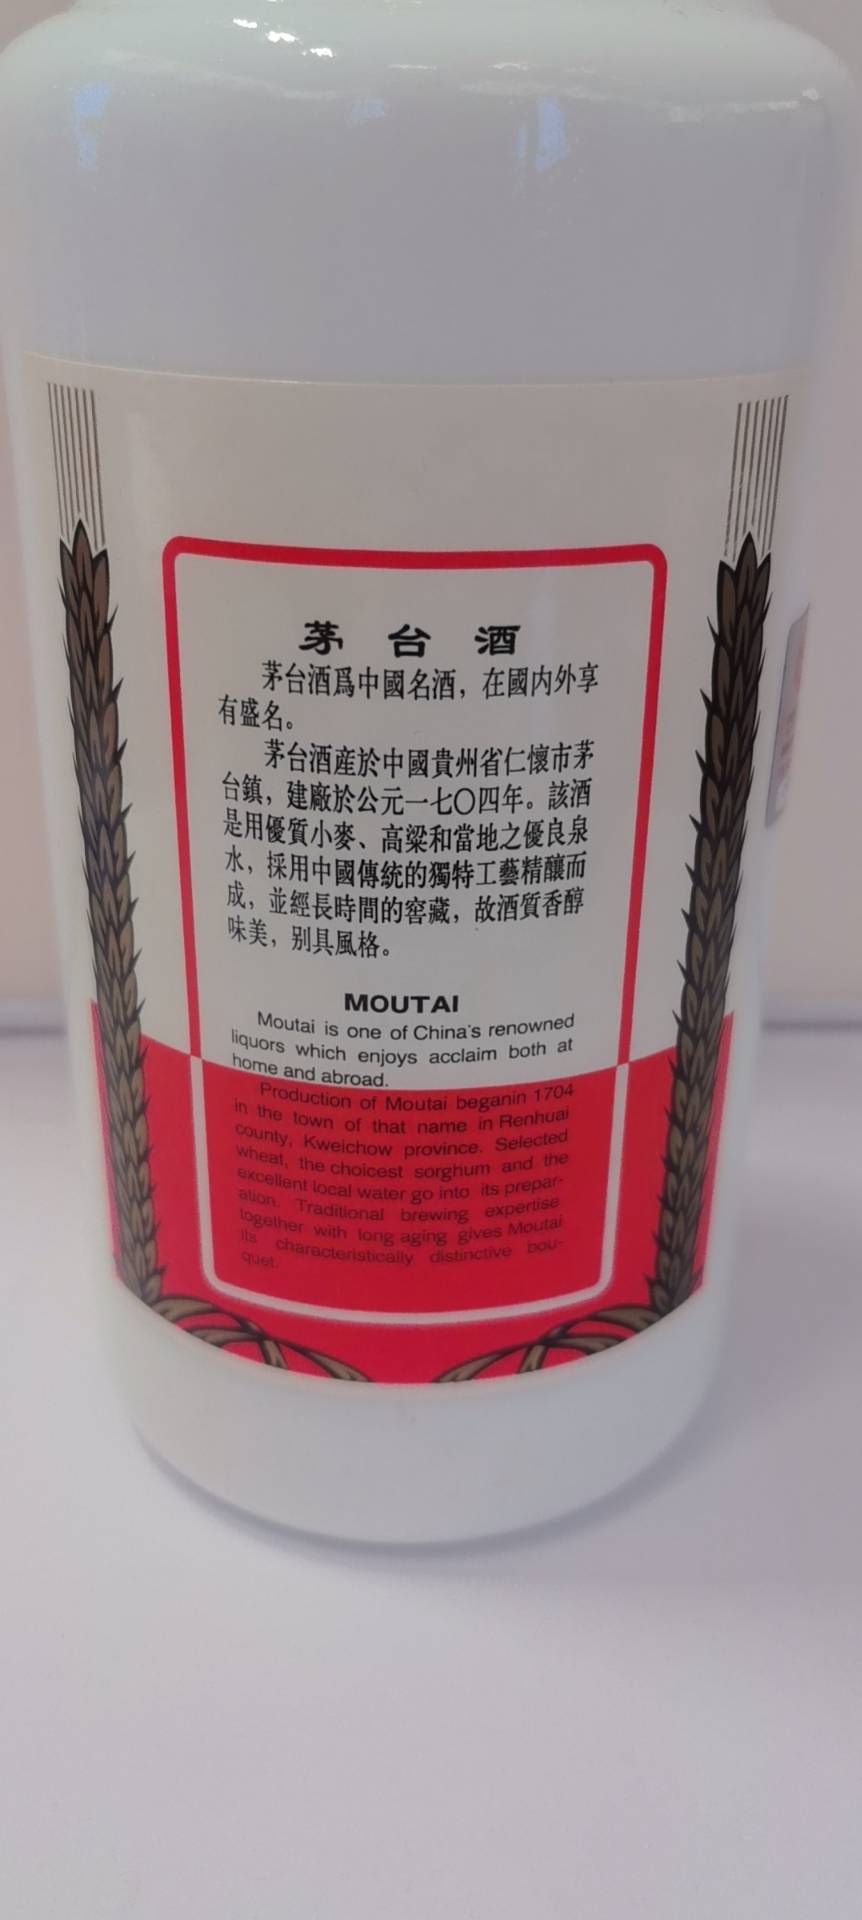 茅台酒
茅台酒爲中國名酒，在國内外享
有盛名。
茅台酒産於中國貴州省仁懷市茅
台鎮，建廠於公元一七〇四年。該酒
是用優質小麥、高梁和當地之優良泉
水，採用中國傳統的獨特工藝精釀而
成，並經長時間的窖藏，故酒質香醇
味美，别具風格。
MOUTAI
Moutai is one of China's renowned
liquors which enjoys acclaim both at
home and abroad.
Production of Moutai beganin 1704
in the town of that name in Renhuai
county, Kweichow province. Selected
wheat, the choicest sorghum and the
excellent local water go into its prepar-
ation. Traditional brewing expertise
together with long aging gives Moutai
its characteristically distinctive bou-
quet.